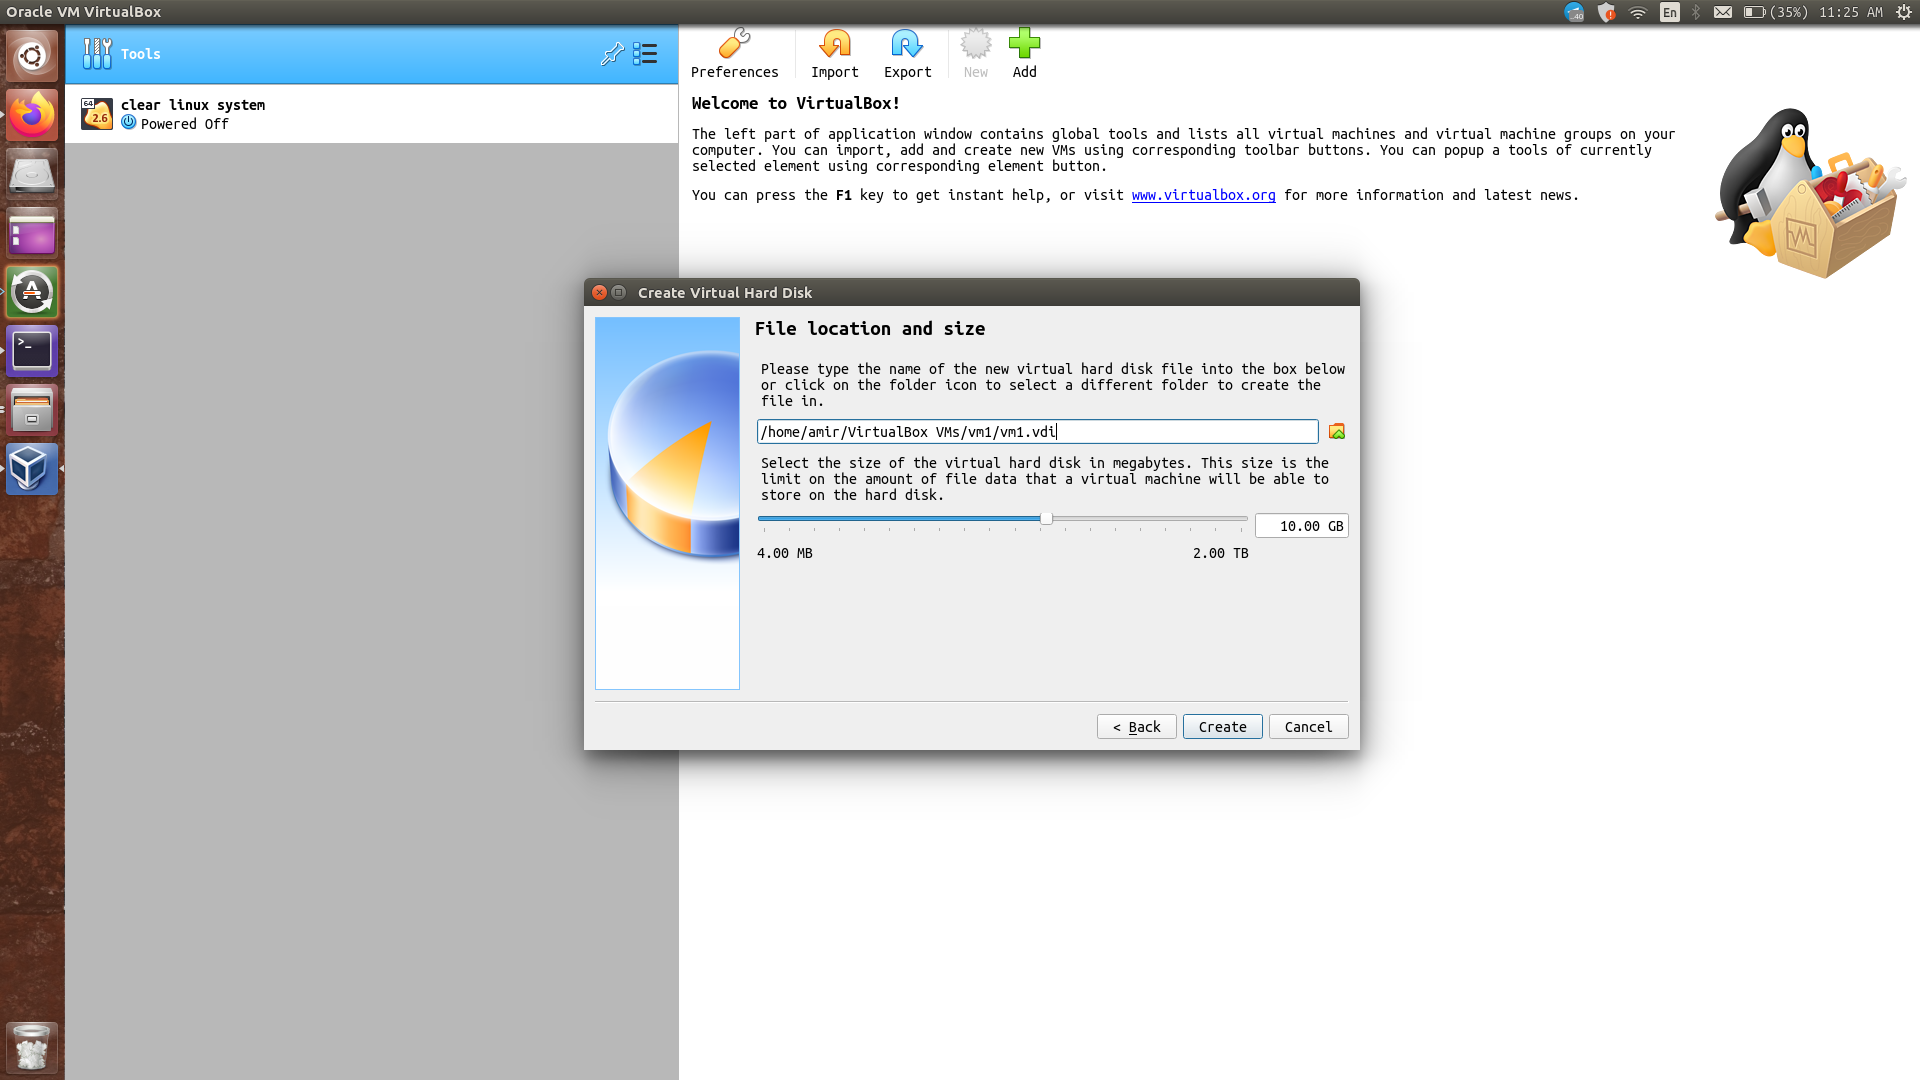 Oracle VM VirtualBox
40
En
(35%)
11:25 AM
Tools
Preferences
Import
Export
New
Add
64
2.6
clear linux system
Powered Off
Welcome to VirtualBox!
The left part of application window contains global tools and lists all virtual machines and virtual machine groups on your
computer. You can import, add and create new VMs using corresponding toolbar buttons. You can popup a tools of currently
selected element using corresponding element button.
You can press the F1 key to get instant help, or visit www.virtualbox.org for more information and latest news.
Create Virtual Hard Disk
File location and size
Please type the name of the new virtual hard disk file into the box below
or click on the folder icon to select a different folder to create the
file in.
/home/amir/VirtualBox VMs/vm1/vm1.vdi
Select the size of the virtual hard disk in megabytes. This size is the
limit on the amount of file data that a virtual machine will be able to
store on the hard disk.
10.00 GB
4.00 MB
2.00 TB
< Back
Create
Cancel